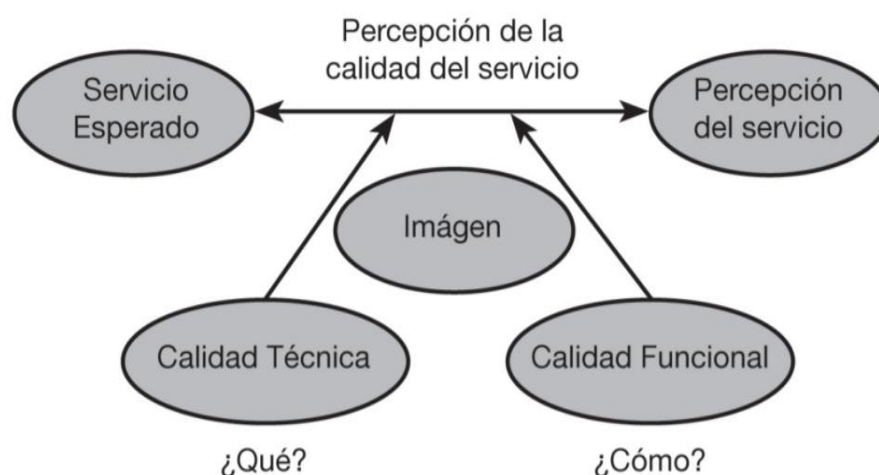 Percepción de la
calidad del servicio
Servicio
Esperado
Percepción
del servicio
Imágen
Calidad Técnica
Calidad Funcional
¿Qué?
¿Cómo?